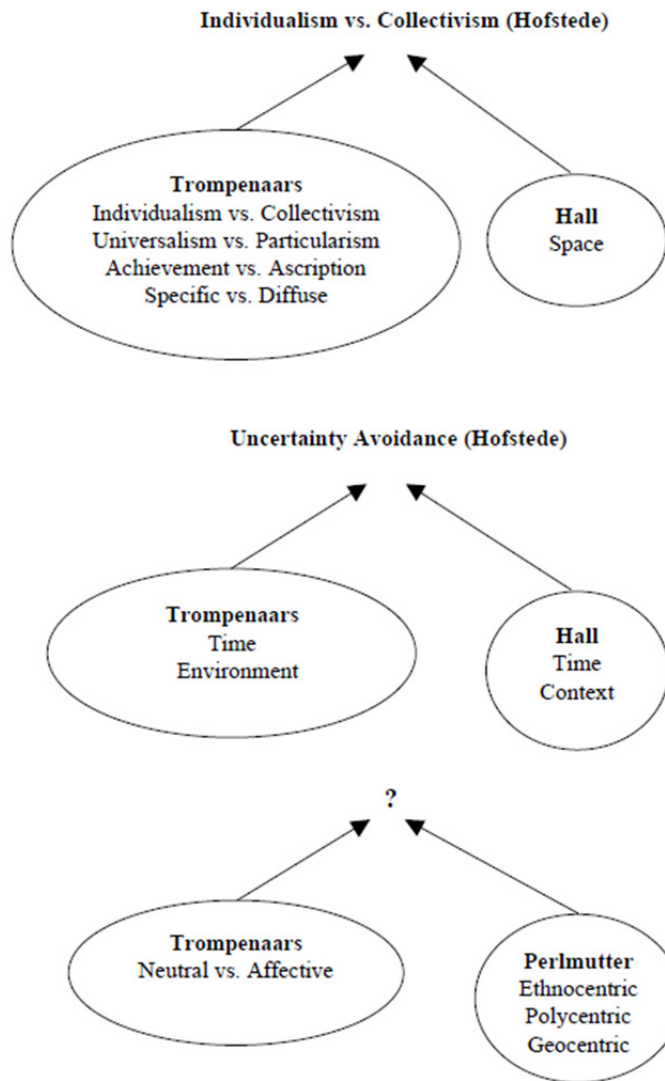 Individualism vs. Collectivism (Hofstede)
Trompenaars
Individualism vs. Collectivism
Universalism vs. Particularism
Achievement vs. Ascription
Specific vs. Diffuse
Hall
Space
Uncertainty Avoidance (Hofstede)
Trompenaars
Time
Environment
Hall
Time
Context
?
Trompenaars
Neutral vs. Affective
Perlmutter
Ethnocentric
Polycentric
Geocentric